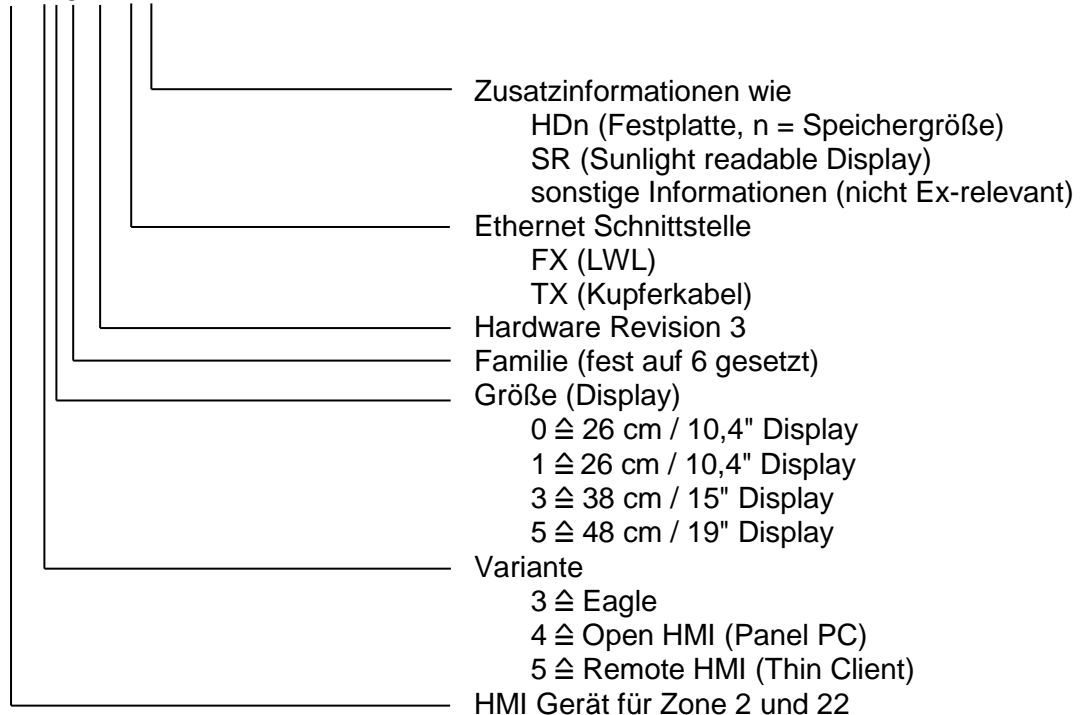 Zusatzinformationen wie
HDn (Festplatte, n = Speichergröße)
SR (Sunlight readable Display)
sonstige Informationen (nicht Ex-relevant)
Ethernet Schnittstelle
FX (LWL)
TX (Kupferkabel)
Hardware Revision 3
Familie (fest auf 6 gesetzt)
Größe (Display)
0 ≙ 26 cm / 10,4" Display
1 ≙ 26 cm / 10,4" Display
3 ≙ 38 cm / 15" Display
5 ≙ 48 cm / 19" Display
Variante
3 ≙ Eagle
4 ≙ Open HMI (Panel PC)
5 ≙ Remote HMI (Thin Client)
HMI Gerät für Zone 2 und 22